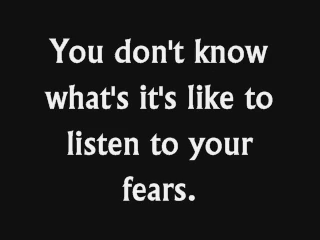 You don't know
what's it's like to
listen to your
fears.